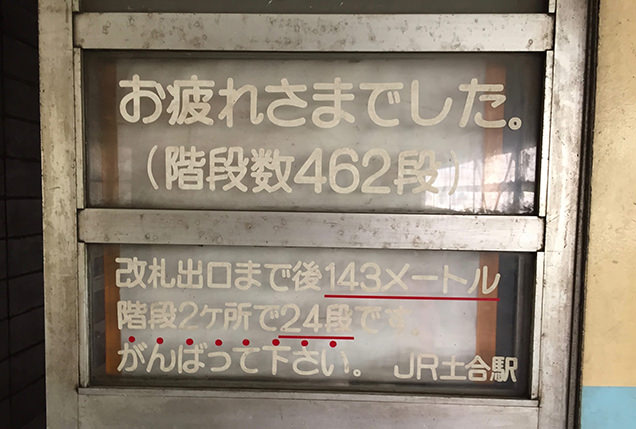 お疲れさまでした。
（階段数462段）
改札出口まで後143メートル
階段2ケ所で24段です。
がんばって下さい。 JR土合駅